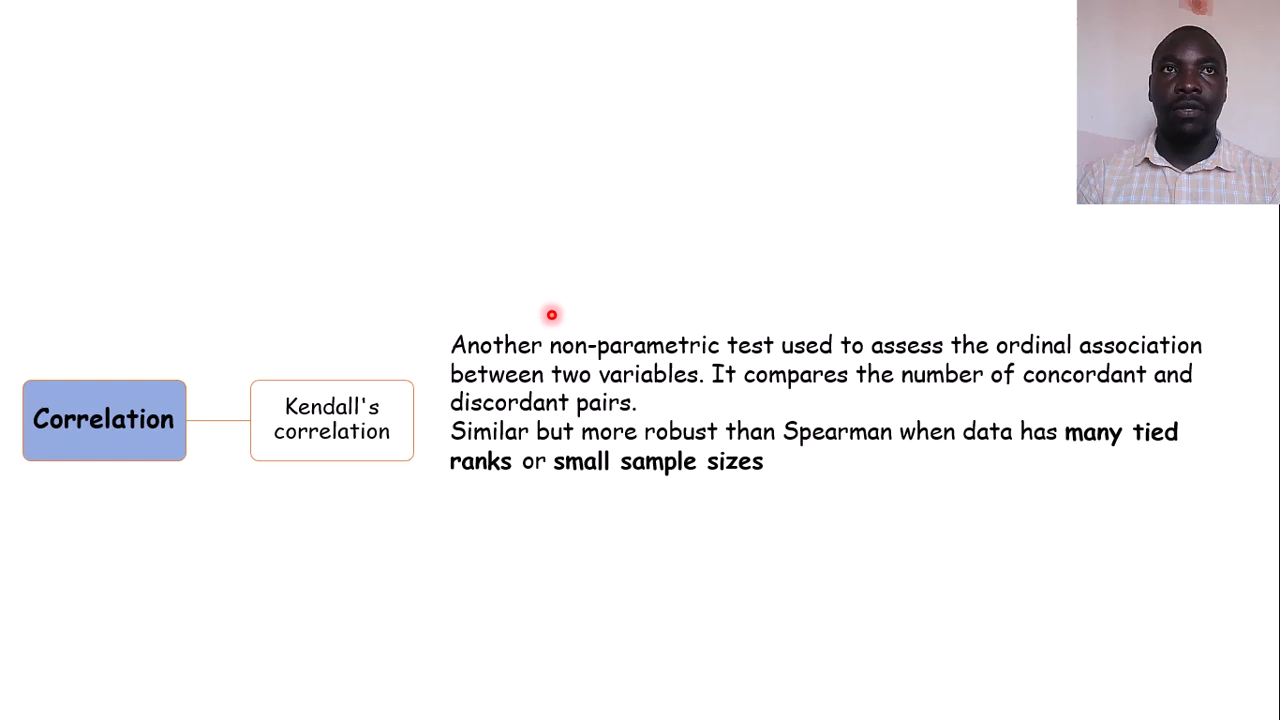 Correlation
Kendall's
correlation
Another non-parametric test used to assess the ordinal association
between two variables. It compares the number of concordant and
discordant pairs.
Similar but more robust than Spearman when data has many tied
ranks or small sample sizes